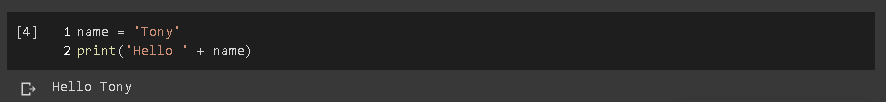 [4] 1 name = "Tony"
2 print("Hello " + name)
Hello Tony